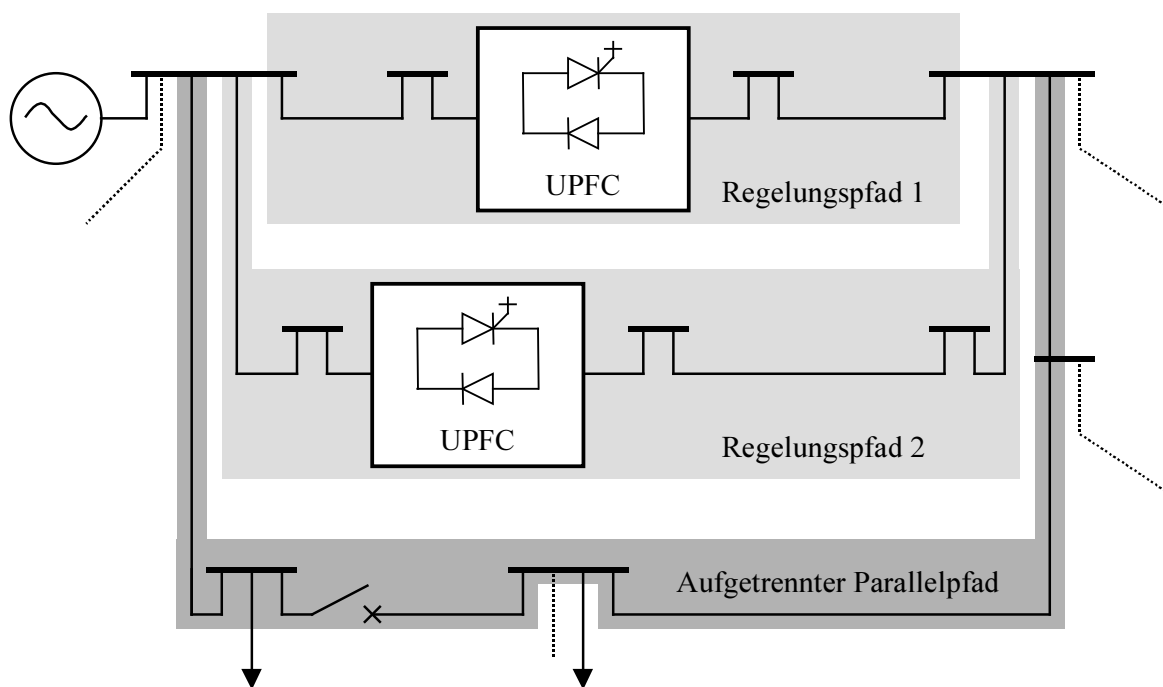 UPFC
Regelungspfad 1
UPFC
Regelungspfad 2
Aufgetrennter Parallelpfad